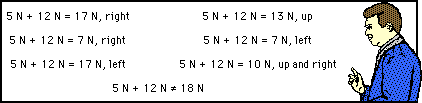 5 N + 12 N = 17 N, right 5 N + 12 N = 13 N, up
5 N + 12 N = 7 N, right 5 N + 12 N = 7 N, left
5 N + 12 N = 17 N, left 5 N + 12 N = 10 N, up and right
5 N + 12 N ≠ 18 N